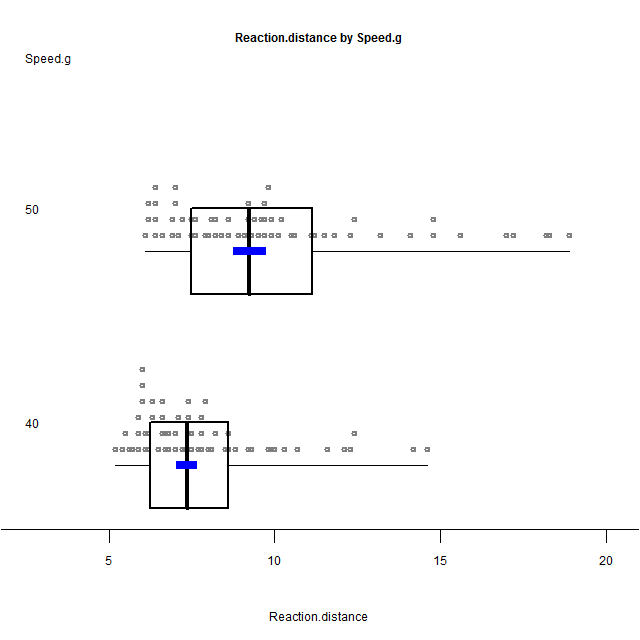 Reaction.distance by Speed.g
Speed.g
50
40
5 10 15 20
Reaction.distance